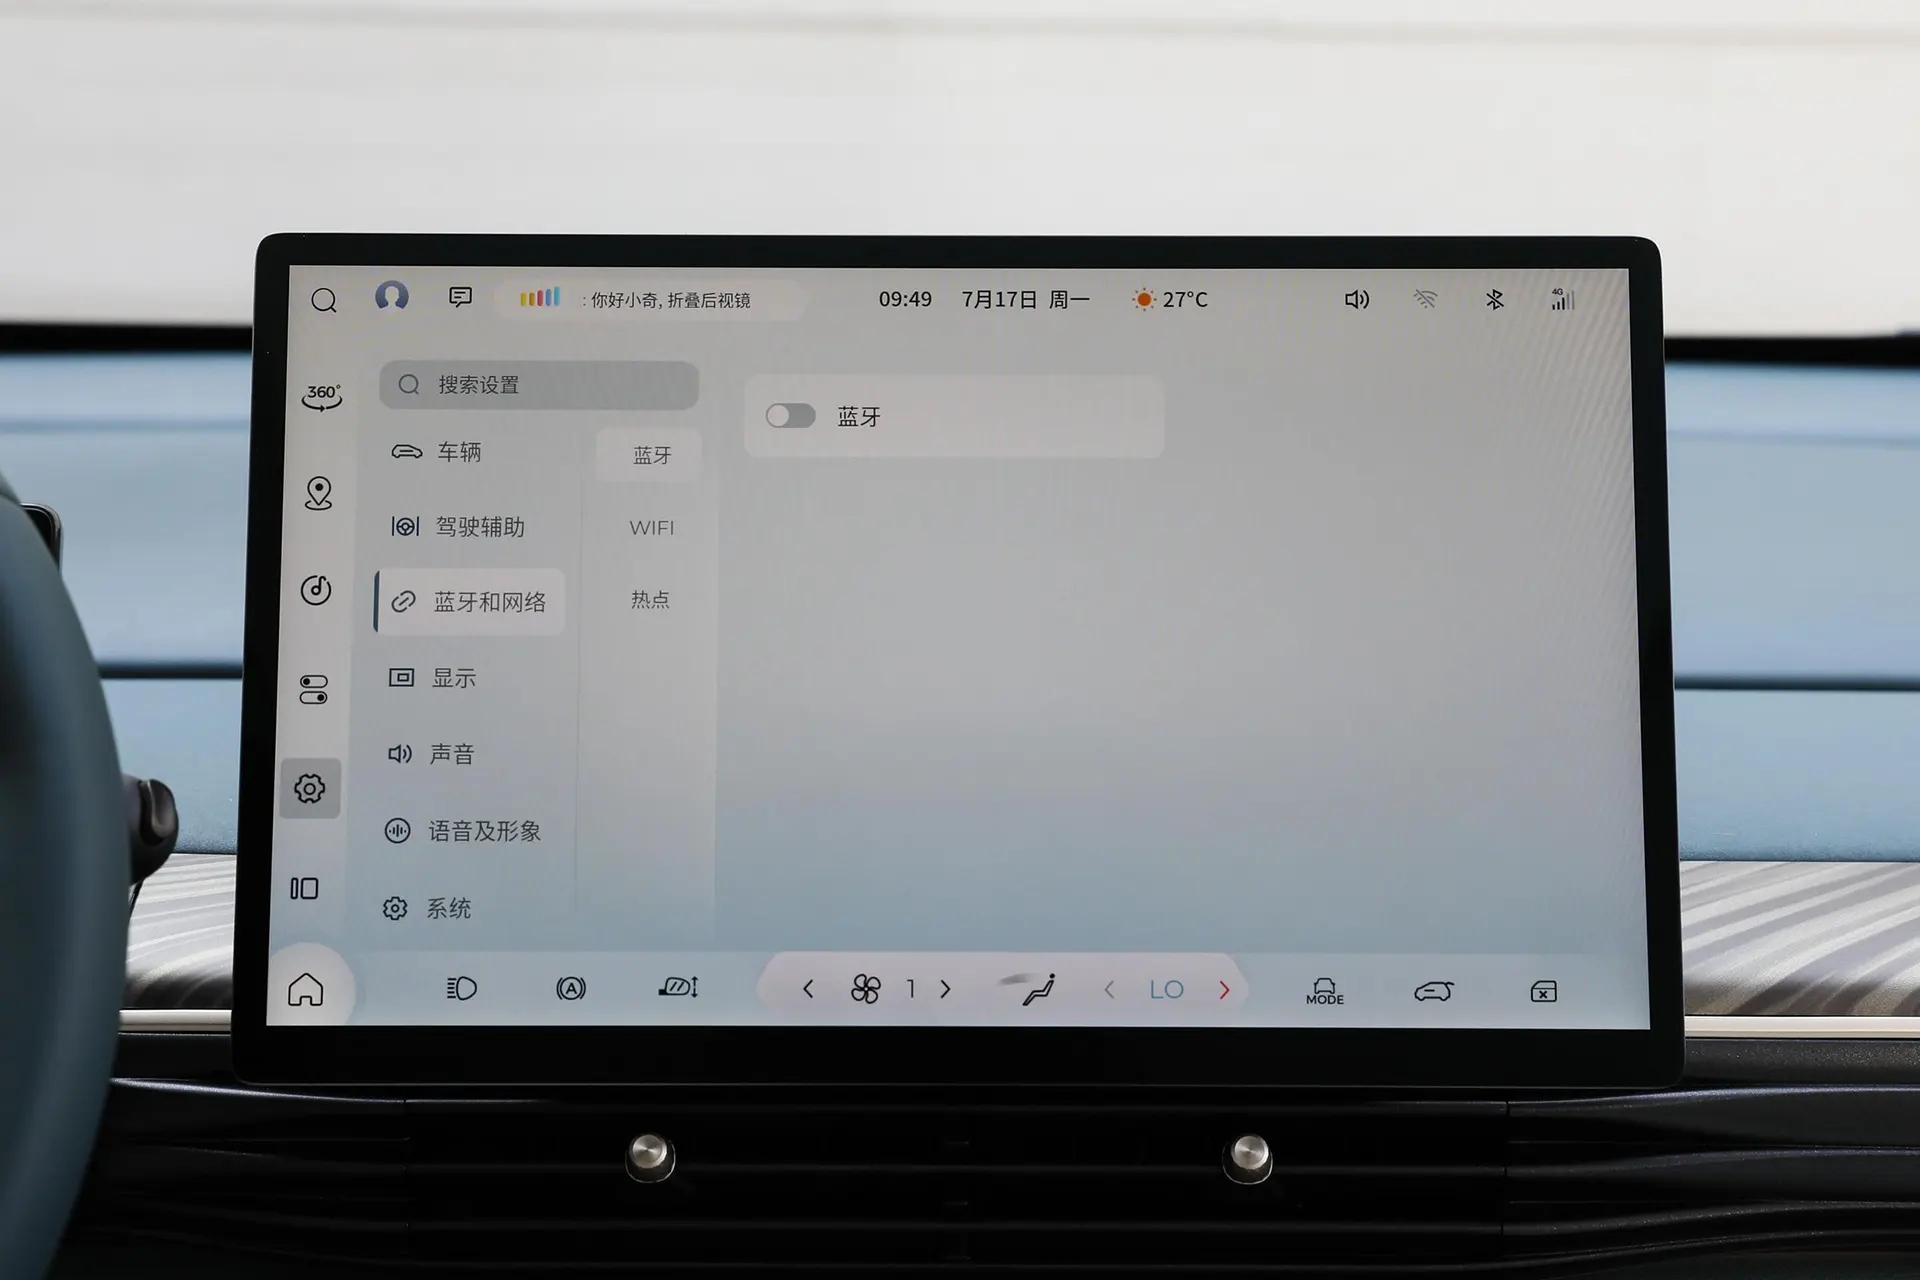 : 你好小奇, 折叠后视镜
09:49 7月17日 周一 27°C
4G
360°
搜索设置
车辆
驾驶辅助
蓝牙和网络
显示
声音
语音及形象
系统
蓝牙
WIFI
热点
蓝牙
A
1
LO
MODE